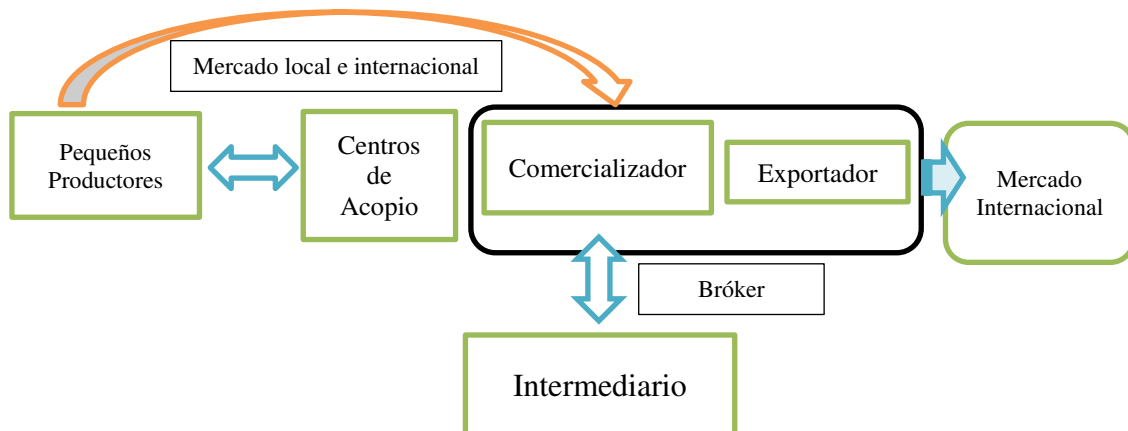 Mercado local e internacional
Pequeños
Productores
Centros
de
Acopio
Comercializador
Exportador
Mercado
Internacional
Bróker
Intermediario